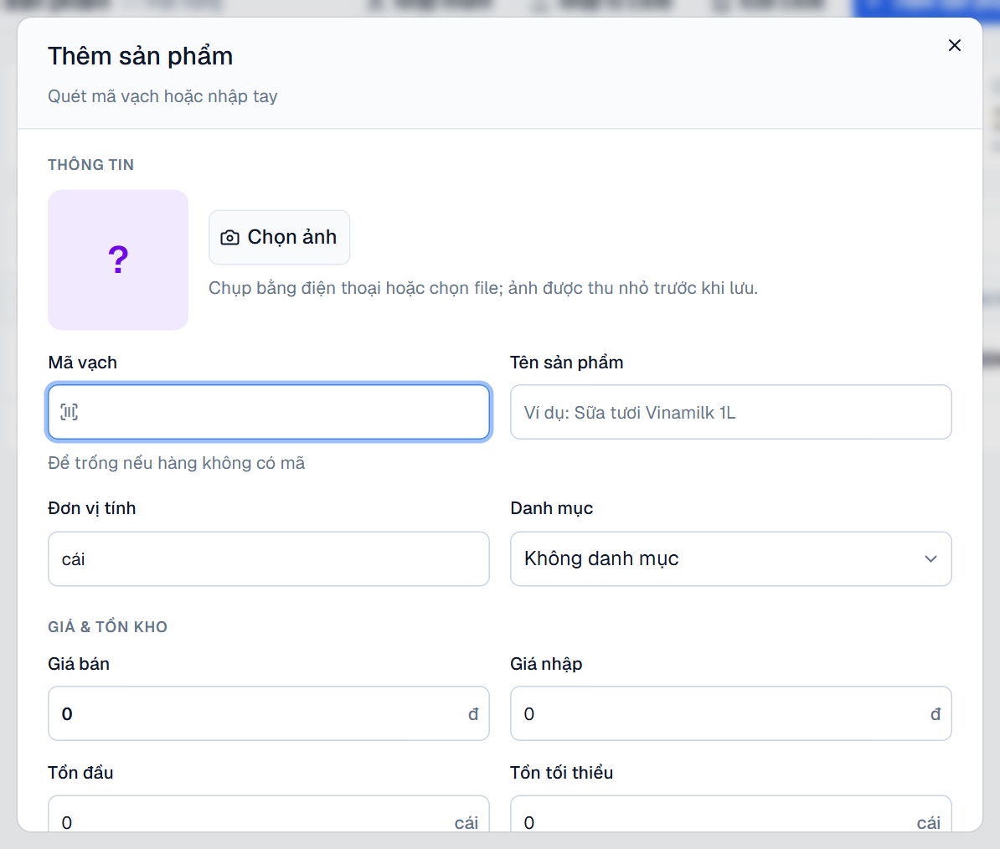 Thêm sản phẩm
Quét mã vạch hoặc nhập tay
THÔNG TIN
?
Chọn ảnh
Chụp bằng điện thoại hoặc chọn file; ảnh được thu nhỏ trước khi lưu.
Mã vạch
Tên sản phẩm
Ví dụ: Sữa tươi Vinamilk 1L
Để trống nếu hàng không có mã
Đơn vị tính
Danh mục
cái
Không danh mục
GIÁ & TỒN KHO
Giá bán
Giá nhập
0 đ
0 đ
Tồn đầu
Tồn tối thiểu
0 cái
0 cái